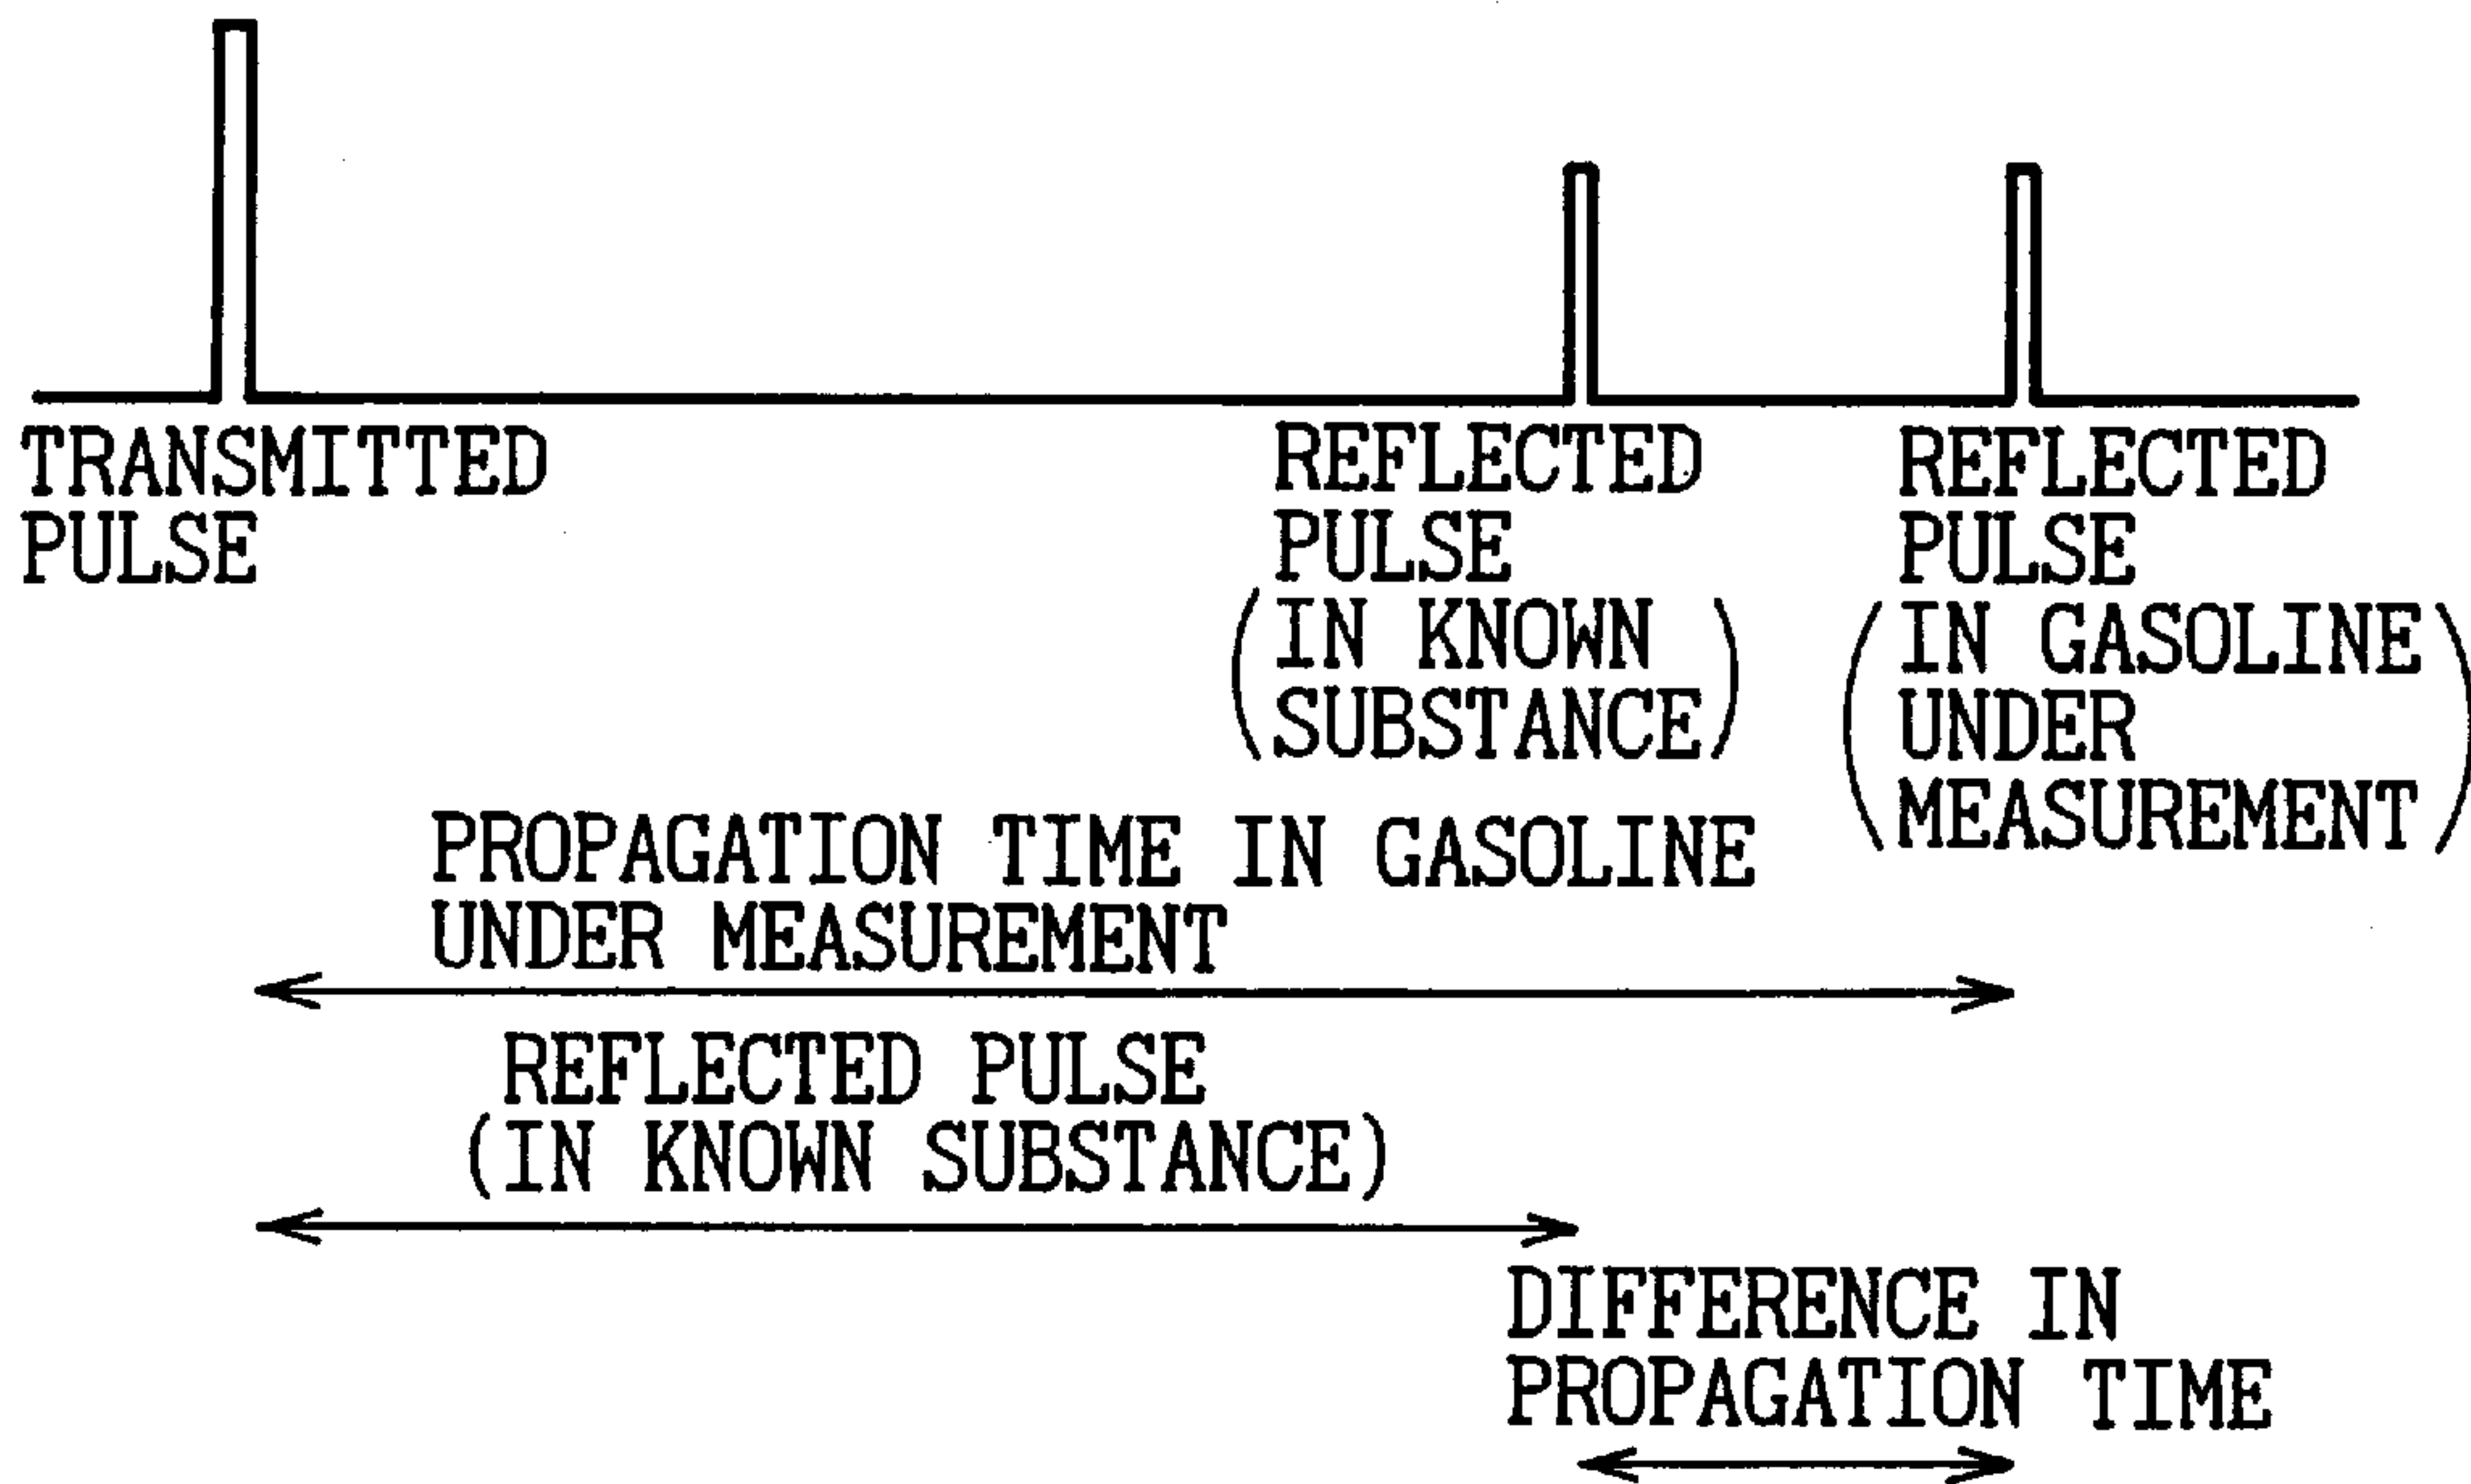 TRANSMITTED
PULSE
REFLECTED
PULSE
(IN KNOWN
SUBSTANCE)
REFLECTED
PULSE
(IN GASOLINE
UNDER
MEASUREMENT)
PROPAGATION TIME IN GASOLINE
UNDER MEASUREMENT
REFLECTED PULSE
(IN KNOWN SUBSTANCE)
DIFFERENCE IN
PROPAGATION TIME